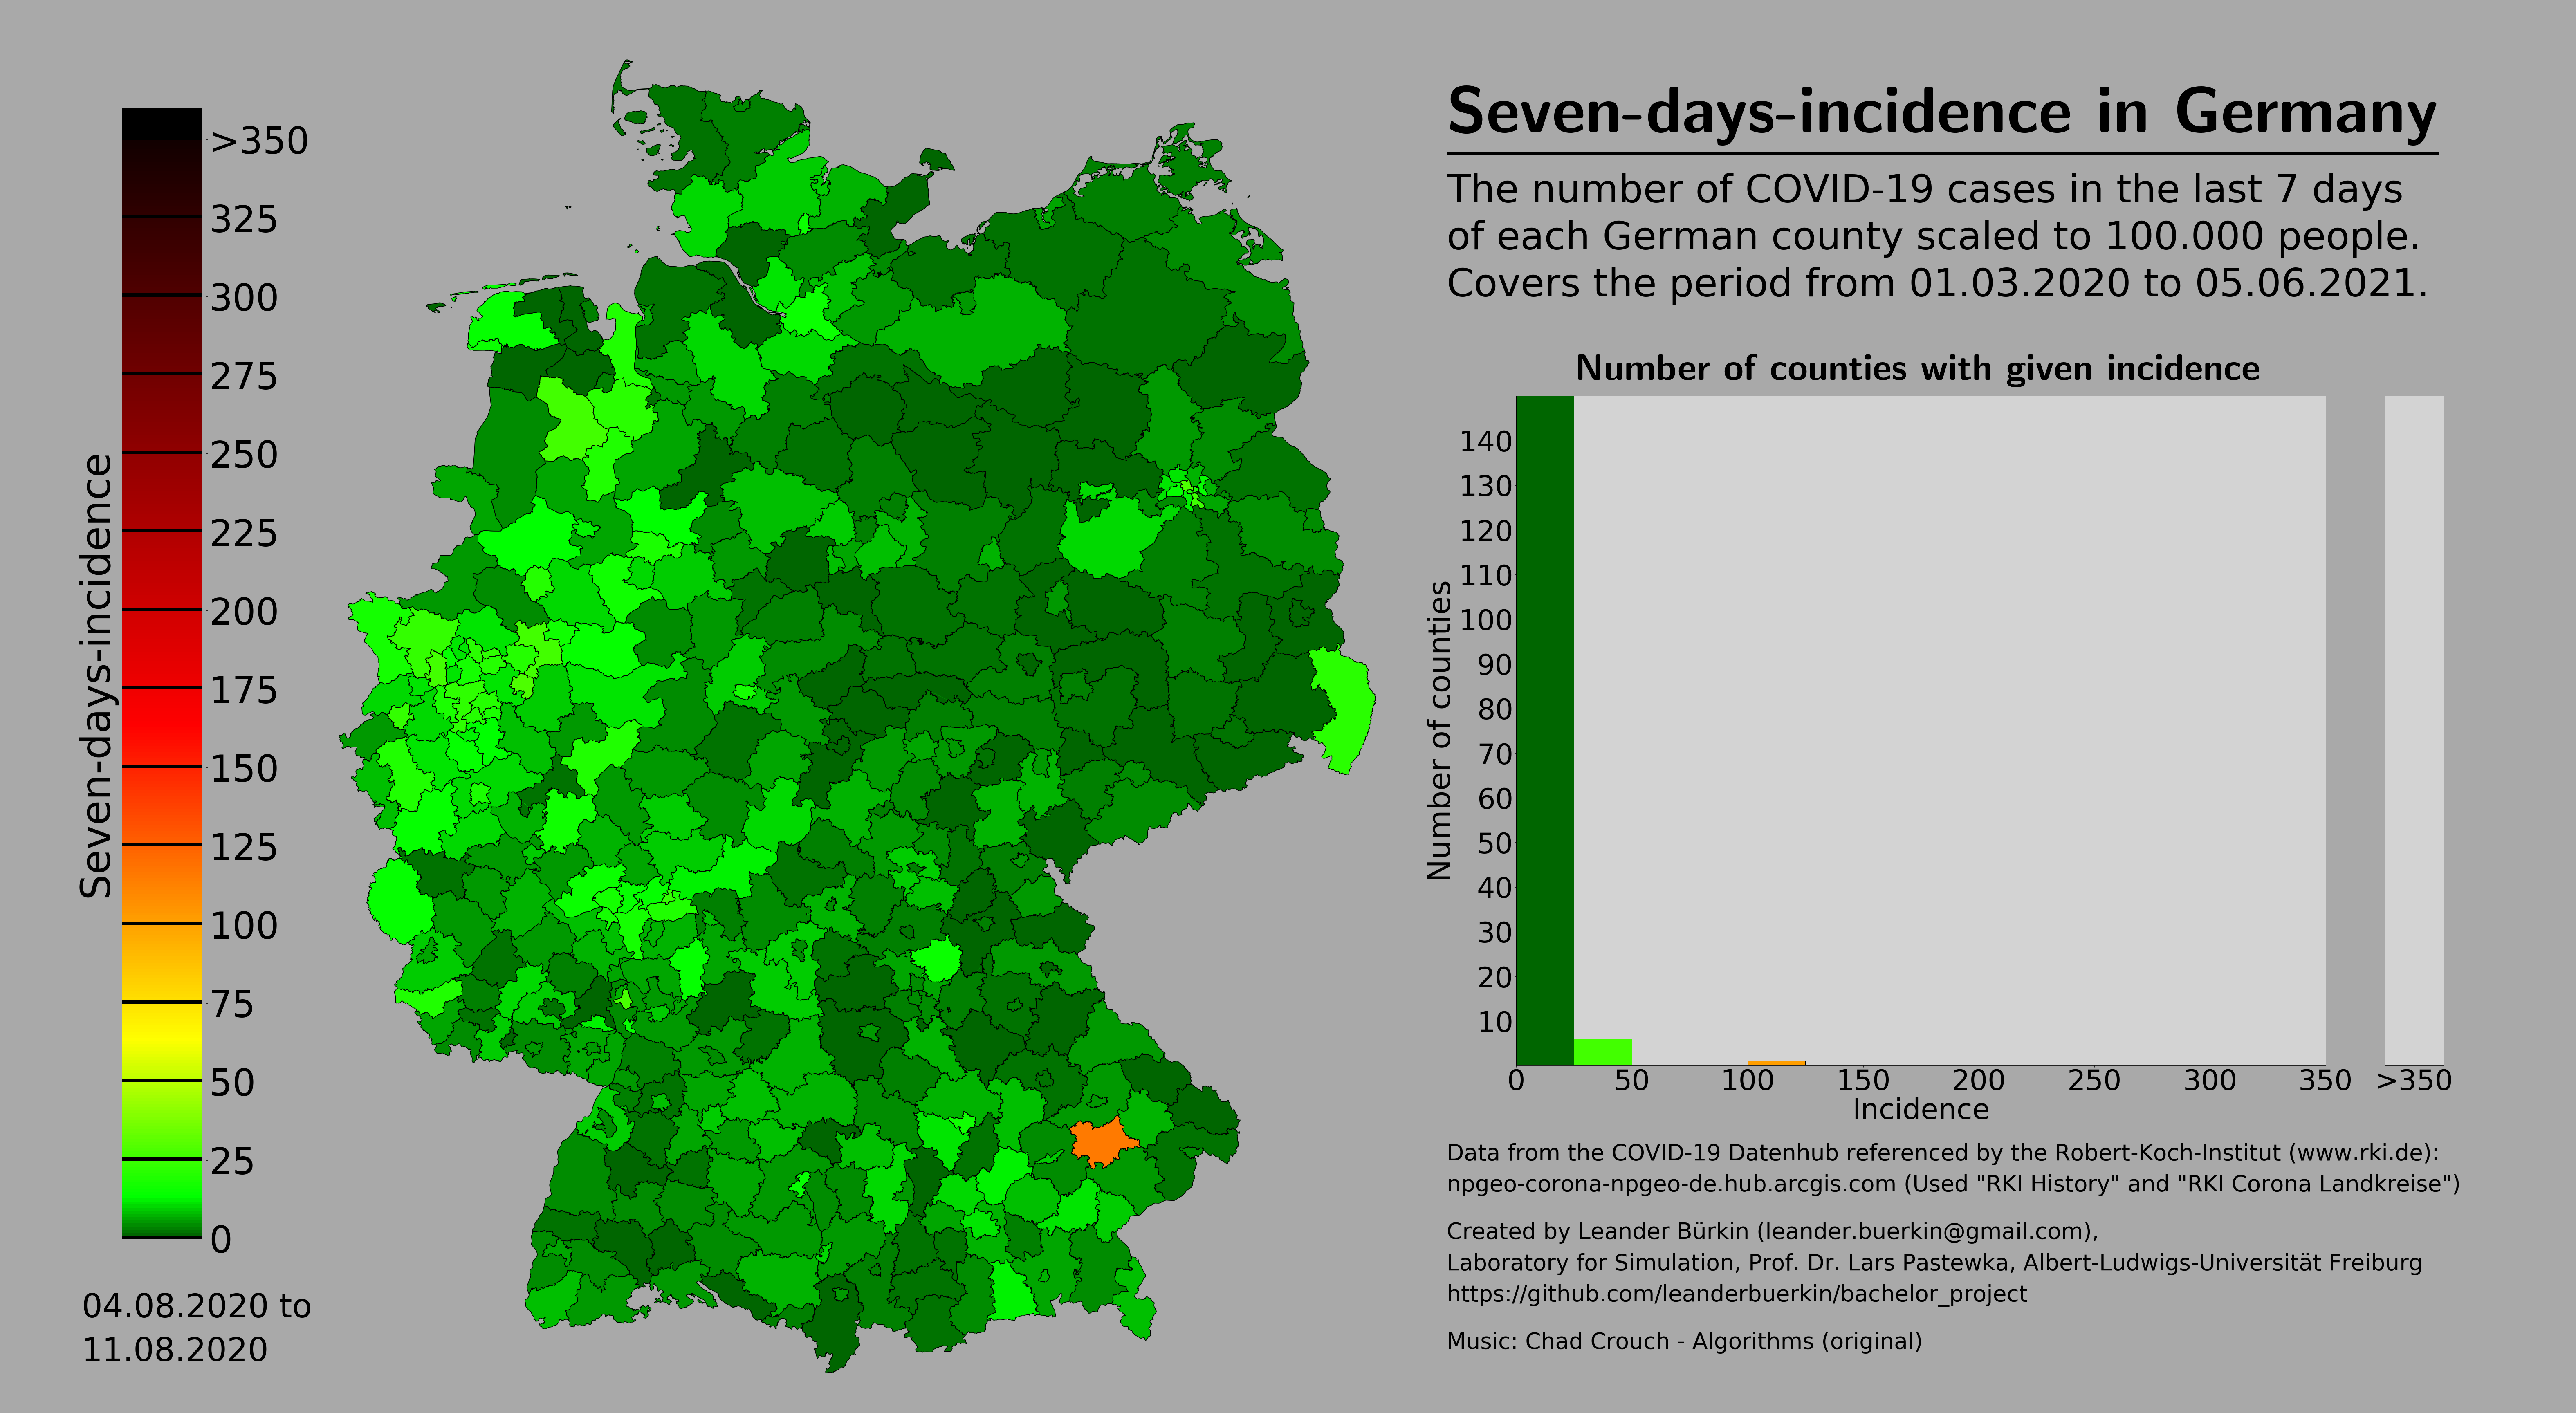 Seven-days-incidence in Germany
The number of COVID-19 cases in the last 7 days
of each German county scaled to 100.000 people.
Covers the period from 01.03.2020 to 05.06.2021.
Seven-days-incidence
>350
325
300
275
250
225
200
175
150
125
100
75
50
25
0
04.08.2020 to
11.08.2020
Number of counties with given incidence
Number of counties
140
130
120
110
100
90
80
70
60
50
40
30
20
10
0 50 100 150 200 250 300 350 >350
Incidence
Data from the COVID-19 Datenhub referenced by the Robert-Koch-Institut (www.rki.de):
npgeo-corona-npgeo-de.hub.arcgis.com (Used "RKI History" and "RKI Corona Landkreise")
Created by Leander Bürkin (leander.buerkin@gmail.com),
Laboratory for Simulation, Prof. Dr. Lars Pastewka, Albert-Ludwigs-Universität Freiburg
https://github.com/leanderbuerkin/bachelor_project
Music: Chad Crouch - Algorithms (original)